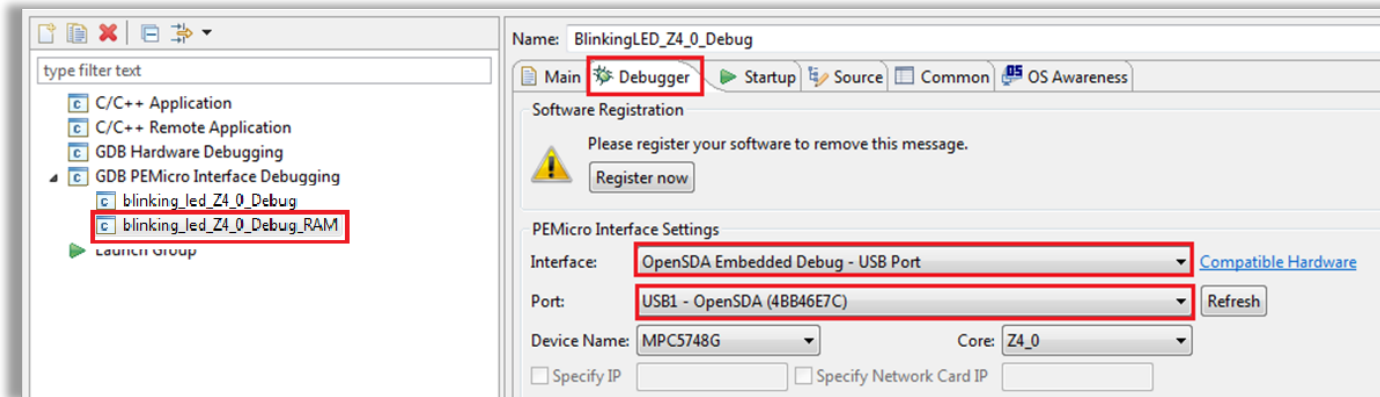 type filter text
C/C++ Application
C/C++ Remote Application
GDB Hardware Debugging
GDB PEMicro Interface Debugging
blinking_led_Z4_0_Debug
blinking_led_Z4_0_Debug_RAM
Launch Group
Name: BlinkingLED_Z4_0_Debug
Main Debugger Startup Source Common OS Awareness
Software Registration
Please register your software to remove this message.
Register now
PEMicro Interface Settings
Interface: OpenSDA Embedded Debug - USB Port Compatible Hardware
Port: USB1 - OpenSDA (4BB46E7C) Refresh
Device Name: MPC5748G Core: Z4_0
Specify IP Specify Network Card IP